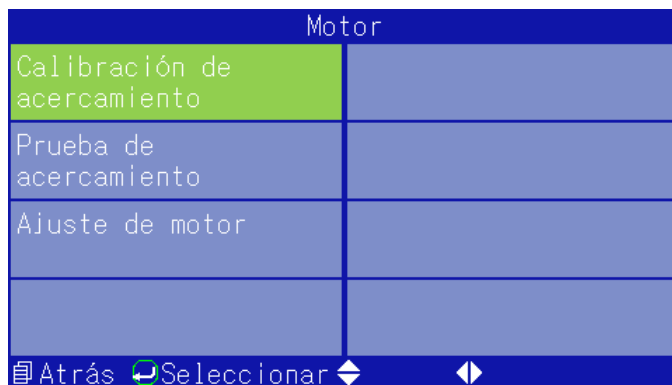 Motor
Calibración de
acercamiento
Prueba de
acercamiento
Ajuste de motor
Atrás Seleccionar